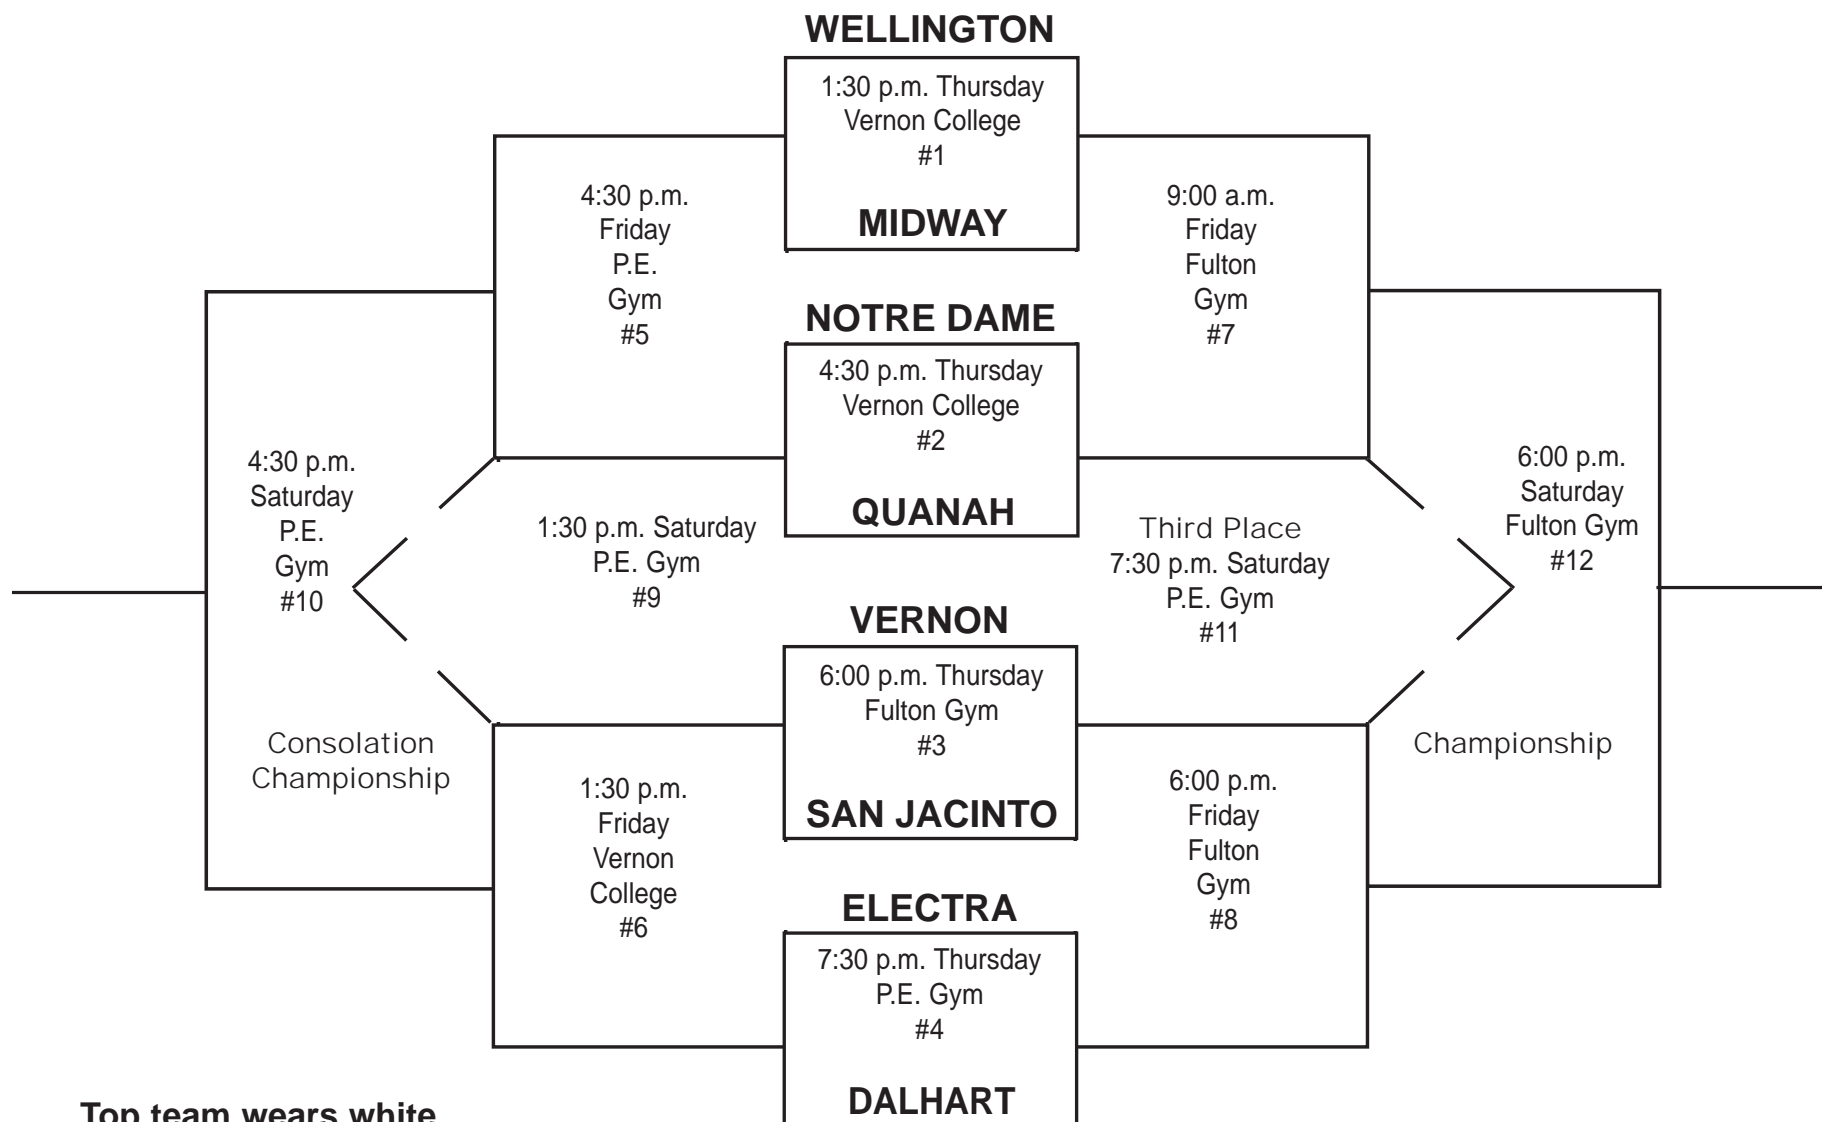 WELLINGTON
1:30 p.m. Thursday
Vernon College
#1
MIDWAY
4:30 p.m.
Friday
P.E.
Gym
#5
9:00 a.m.
Friday
Fulton
Gym
#7
NOTRE DAME
4:30 p.m. Thursday
Vernon College
#2
QUANAH
4:30 p.m.
Saturday
P.E.
Gym
#10
1:30 p.m. Saturday
P.E. Gym
#9
Third Place
7:30 p.m. Saturday
P.E. Gym
#11
6:00 p.m.
Saturday
Fulton Gym
#12
VERNON
6:00 p.m. Thursday
Fulton Gym
#3
SAN JACINTO
Consolation
Championship
Championship
1:30 p.m.
Friday
Vernon
College
#6
6:00 p.m.
Friday
Fulton
Gym
#8
ELECTRA
7:30 p.m. Thursday
P.E. Gym
#4
DALHART
Top team wears white